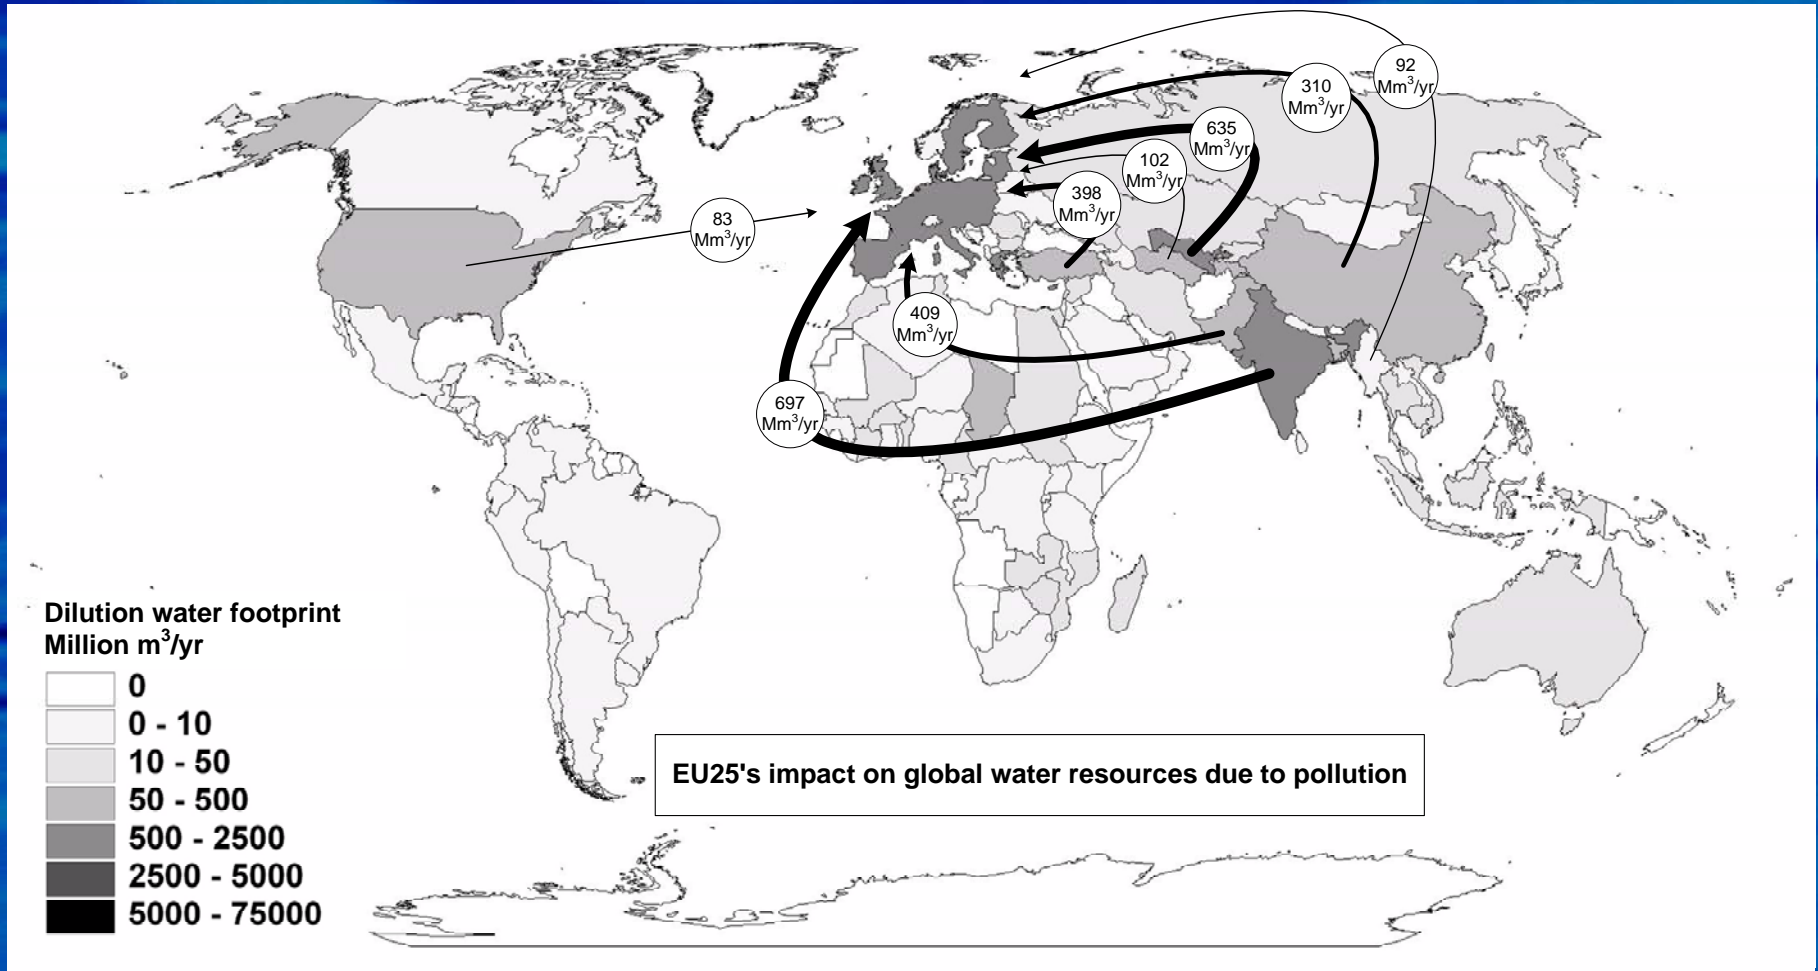 92
Mm³/yr
310
Mm³/yr
635
Mm³/yr
102
Mm³/yr
398
Mm³/yr
83
Mm³/yr
409
Mm³/yr
697
Mm³/yr
Dilution water footprint
Million m³/yr
0
0 - 10
10 - 50
50 - 500
500 - 2500
2500 - 5000
5000 - 75000
EU25's impact on global water resources due to pollution